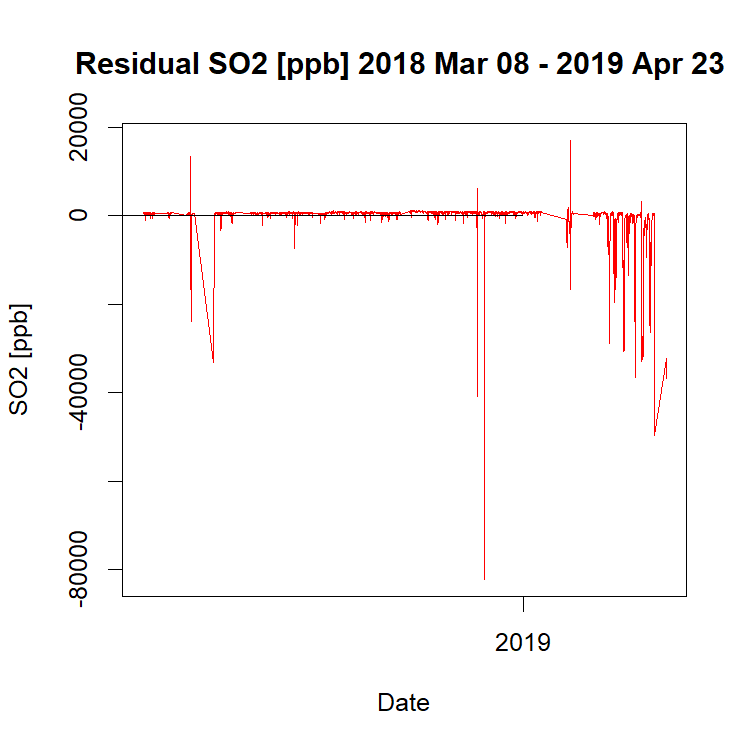 Residual SO2 [ppb] 2018 Mar 08 - 2019 Apr 23
20000
0
-40000
-80000
SO2 [ppb]
2019
Date